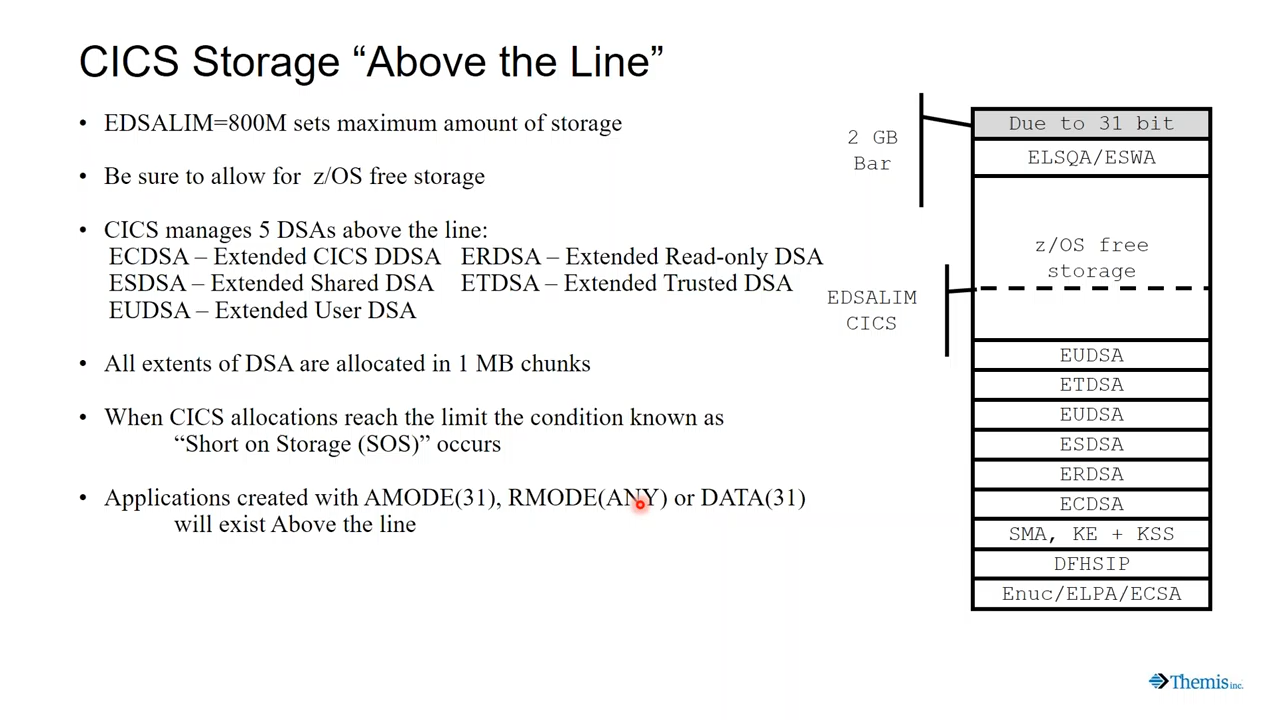 CICS Storage “Above the Line”
• EDSALIM=800M sets maximum amount of storage
• Be sure to allow for z/OS free storage
• CICS manages 5 DSAs above the line:
ECDSA – Extended CICS DDSA ERDSA – Extended Read-only DSA
ESDSA – Extended Shared DSA ETDSA – Extended Trusted DSA
EUDSA – Extended User DSA
• All extents of DSA are allocated in 1 MB chunks
• When CICS allocations reach the limit the condition known as
“Short on Storage (SOS)” occurs
• Applications created with AMODE(31), RMODE(ANY) or DATA(31)
will exist Above the line
2 GB
Bar
EDSALIM
CICS
Due to 31 bit
ELSQA/ESWA
z/OS free
storage
EUDSA
ETDSA
EUDSA
ESDSA
ERDSA
ECDSA
SMA, KE + KSS
DFHSIP
Enuc/ELPA/ECSA
Themis inc.